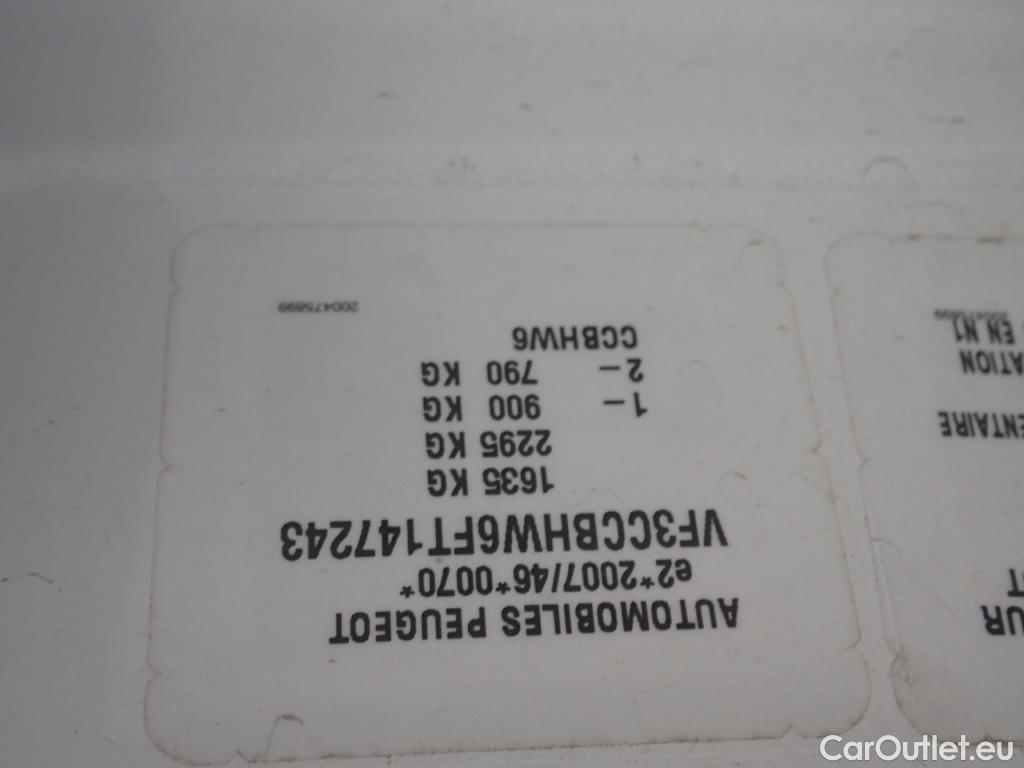 AUTOMOBILES PEUGEOT
e2*2007/46*0070*
VF3CCBHW6FT147243
1635 KG
2295 KG
1– 900 KG
2– 790 KG
CCBHW6
200475899
UR
T
ENTAIRE
ATION
EN N1
200475899
CarOutlet.eu